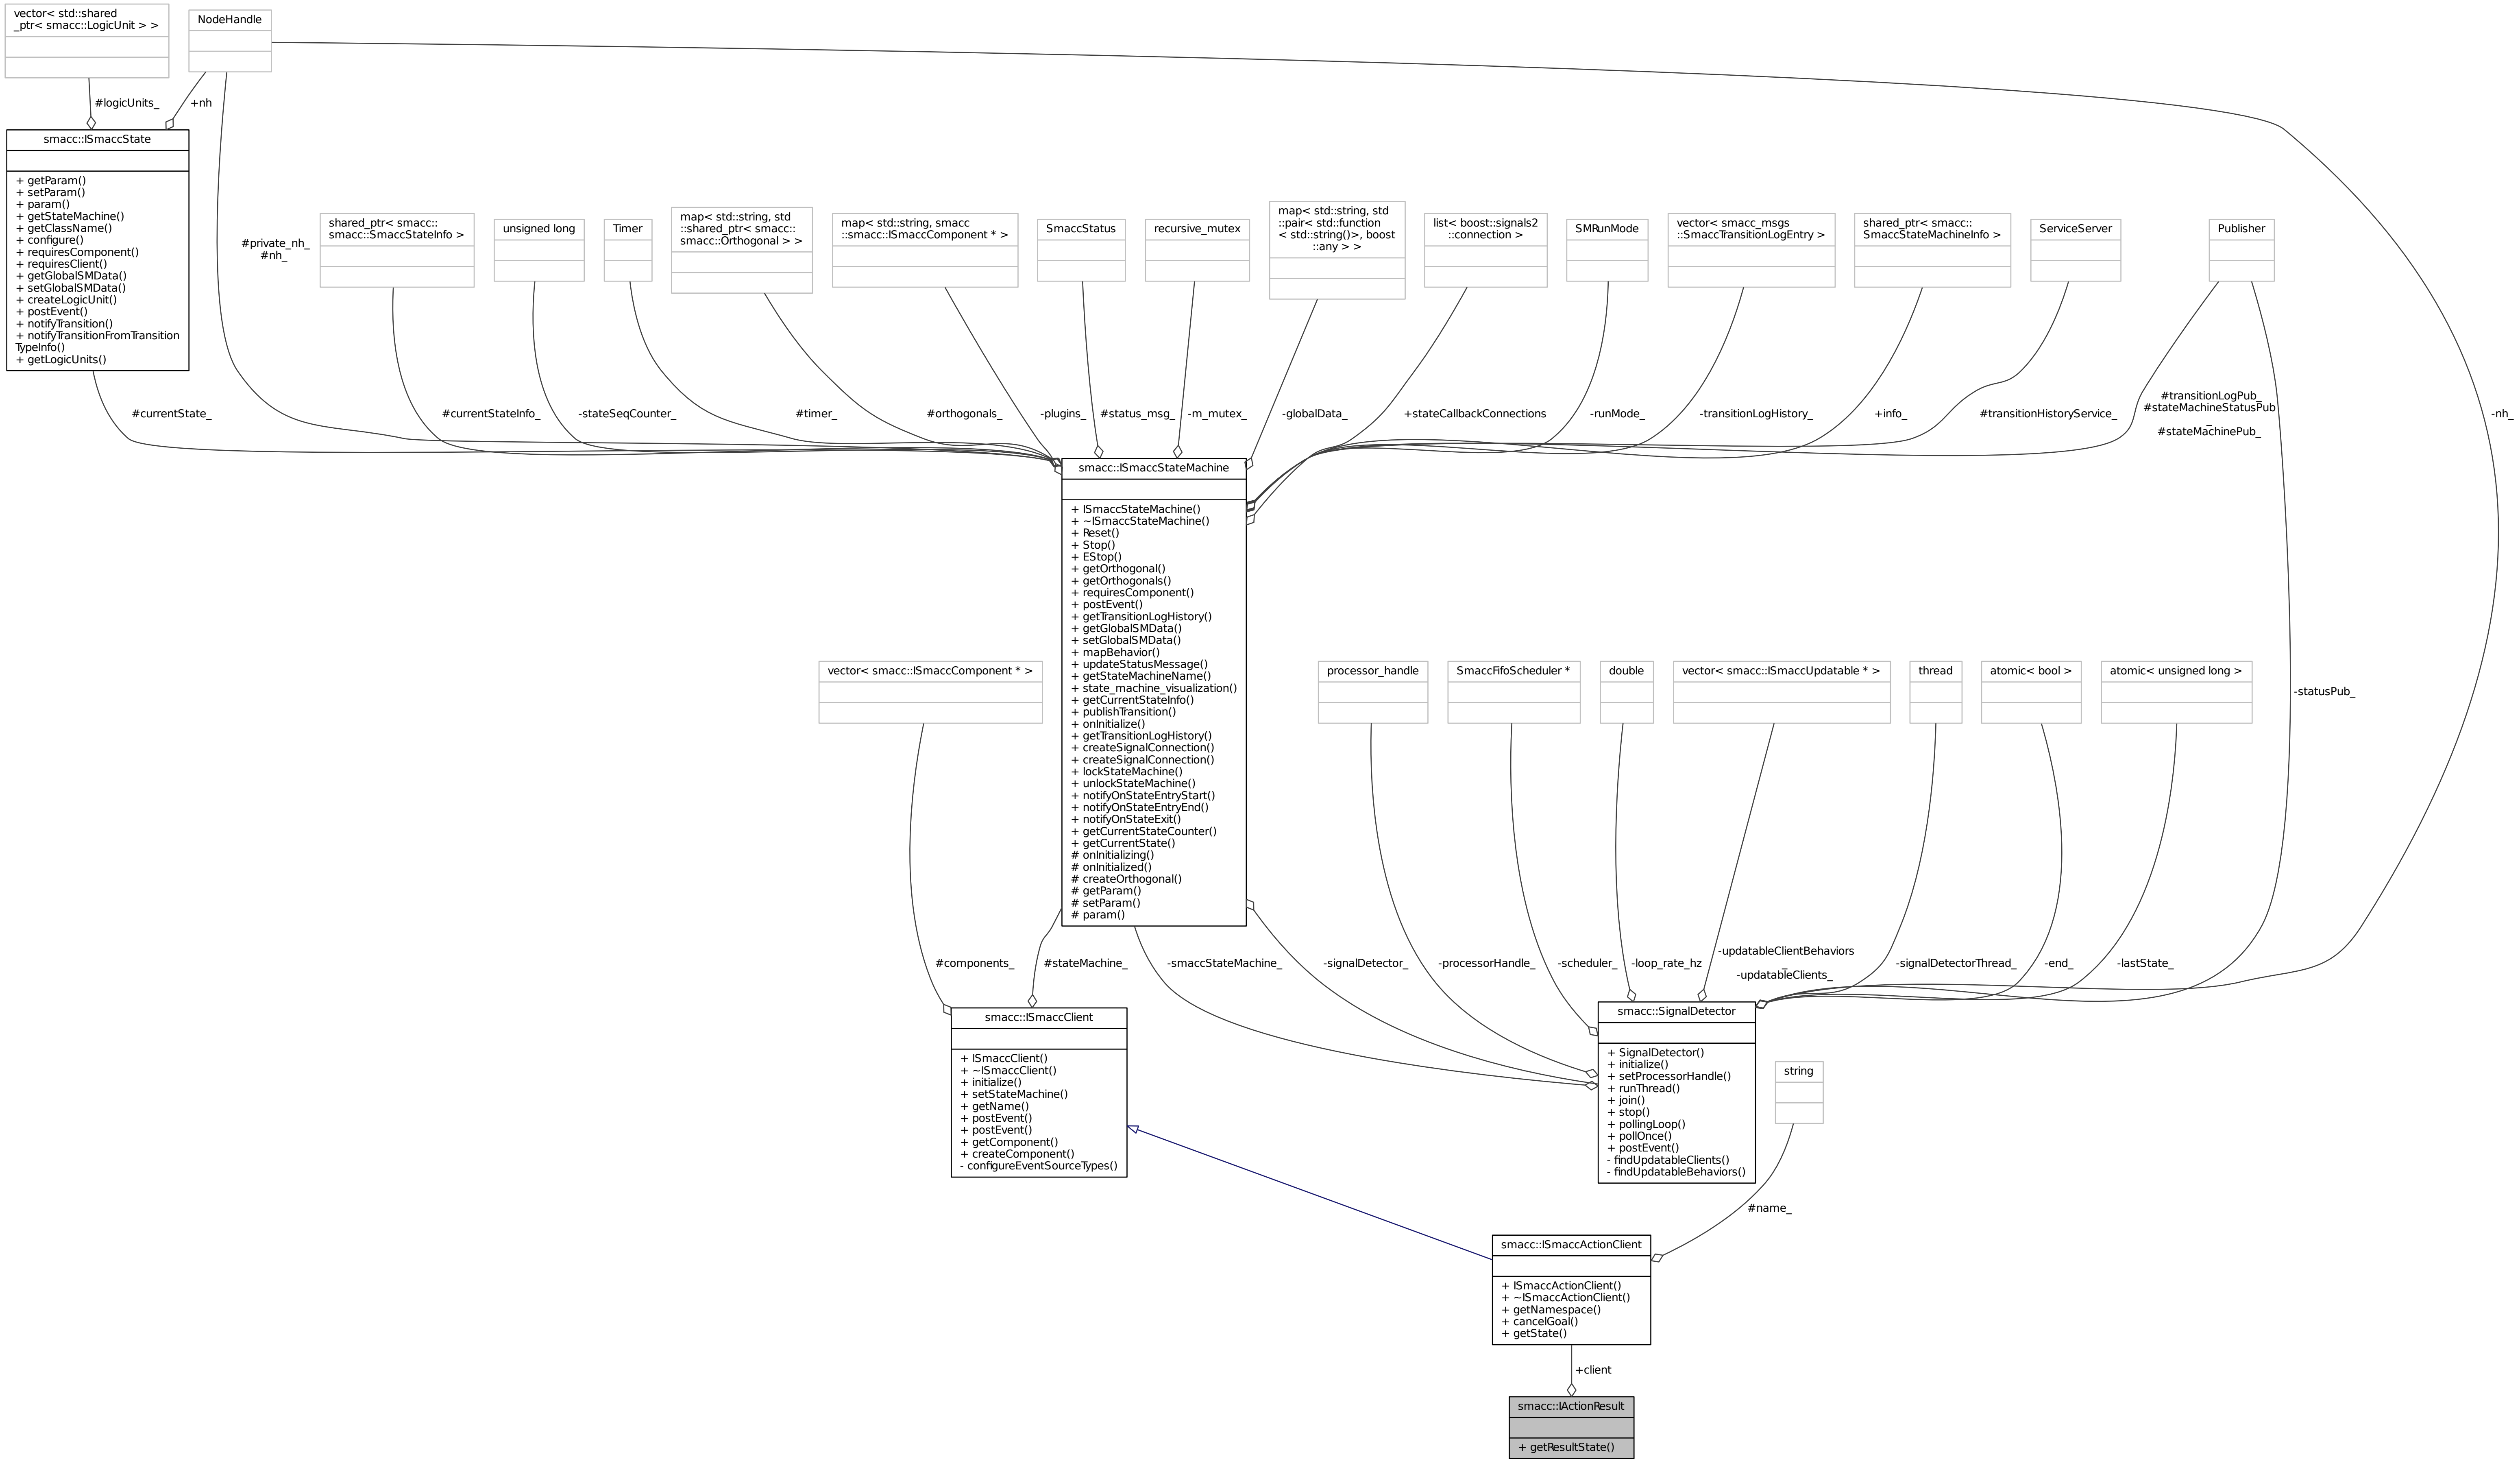 vector< std::shared
_ptr< smacc::LogicUnit > >
NodeHandle
#logicUnits_
+nh
smacc::ISmaccState
+ getParam()
+ setParam()
+ param()
+ getStateMachine()
+ getClassName()
+ configure()
+ requiresComponent()
+ requiresClient()
+ getGlobalSMData()
+ setGlobalSMData()
+ createLogicUnit()
+ postEvent()
+ notifyTransition()
+ notifyTransitionFromTransition
TypeInfo()
+ getLogicUnits()
#private_nh_
#nh_
shared_ptr< smacc::
smacc::SmaccStateInfo >
unsigned long
Timer
map< std::string, std
::shared_ptr< smacc::
smacc::Orthogonal > >
map< std::string, smacc
::smacc::ISmaccComponent * >
SmaccStatus
recursive_mutex
map< std::string, std
::pair< std::function
< std::string()>, boost
::any > >
list< boost::signals2
::connection >
SMRunMode
vector< smacc_msgs
::SmaccTransitionLogEntry >
shared_ptr< smacc::
SmaccStateMachineInfo >
ServiceServer
Publisher
#currentState_
#currentStateInfo_
-stateSeqCounter_
#timer_
#orthogonals_
-plugins_
#status_msg_
-m_mutex_
-globalData_
+stateCallbackConnections
-runMode_
-transitionLogHistory_
+info_
#transitionHistoryService_
#transitionLogPub_
#stateMachineStatusPub
_
#stateMachinePub_
-nh_
smacc::ISmaccStateMachine
+ ISmaccStateMachine()
+ ~ISmaccStateMachine()
+ Reset()
+ Stop()
+ EStop()
+ getOrthogonal()
+ getOrthogonals()
+ requiresComponent()
+ postEvent()
+ getTransitionLogHistory()
+ getGlobalSMData()
+ setGlobalSMData()
+ mapBehavior()
+ updateStatusMessage()
+ getStateMachineName()
+ state_machine_visualization()
+ getCurrentStateInfo()
+ publishTransition()
+ onInitialize()
+ getTransitionLogHistory()
+ createSignalConnection()
+ createSignalConnection()
+ lockStateMachine()
+ unlockStateMachine()
+ notifyOnStateEntryStart()
+ notifyOnStateEntryEnd()
+ notifyOnStateExit()
+ getCurrentStateCounter()
+ getCurrentState()
# onInitializing()
# onInitialized()
# createOrthogonal()
# getParam()
# setParam()
# param()
vector< smacc::ISmaccComponent * >
processor_handle
SmaccFifoScheduler *
double
vector< smacc::ISmaccUpdatable * >
thread
atomic< bool >
atomic< unsigned long >
-statusPub_
#components_
#stateMachine_
-smaccStateMachine_
-signalDetector_
-processorHandle_
-scheduler_
-loop_rate_hz
-updatableClientBehaviors
_
-updatableClients_
-signalDetectorThread_
-end_
-lastState_
smacc::ISmaccClient
+ ISmaccClient()
+ ~ISmaccClient()
+ initialize()
+ setStateMachine()
+ getName()
+ postEvent()
+ postEvent()
+ getComponent()
+ createComponent()
- configureEventSourceTypes()
smacc::SignalDetector
+ SignalDetector()
+ initialize()
+ setProcessorHandle()
+ runThread()
+ join()
+ stop()
+ pollingLoop()
+ pollOnce()
+ postEvent()
- findUpdatableClients()
- findUpdatableBehaviors()
string
#name_
smacc::ISmaccActionClient
+ ISmaccActionClient()
+ ~ISmaccActionClient()
+ getNamespace()
+ cancelGoal()
+ getState()
+client
smacc::IActionResult
+ getResultState()